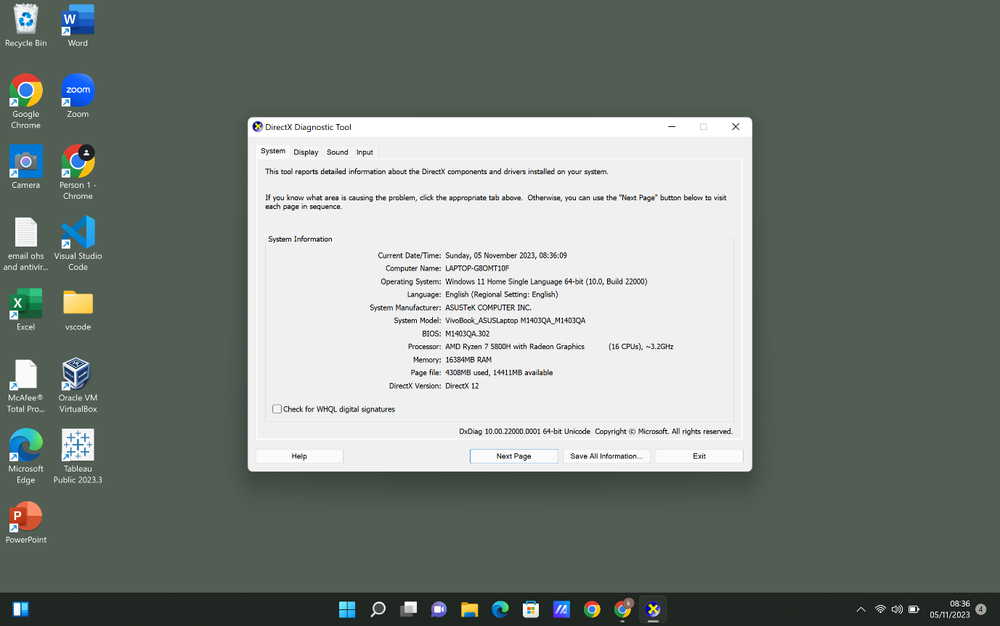 Recycle Bin
Word
Google
Chrome
zoom
Zoom
Camera
Person 1 -
Chrome
email ohs
and antivir...
Visual Studio
Code
Excel
vscode
McAfee®
Total Pro...
Oracle VM
VirtualBox
Microsoft
Edge
Tableau
Public 2023.3
PowerPoint
DirectX Diagnostic Tool
System Display Sound Input
This tool reports detailed information about the DirectX components and drivers installed on your system.
If you know what area is causing the problem, click the appropriate tab above. Otherwise, you can use the "Next Page" button below to visit
each page in sequence.
System Information
Current Date/Time: Sunday, 05 November 2023, 08:36:09
Computer Name: LAPTOP-G8OMT10F
Operating System: Windows 11 Home Single Language 64-bit (10.0, Build 22000)
Language: English (Regional Setting: English)
System Manufacturer: ASUSTeK COMPUTER INC.
System Model: VivoBook_ASUSLaptop M1403QA_M1403QA
BIOS: M1403QA.302
Processor: AMD Ryzen 7 5800H with Radeon Graphics (16 CPUs), ~3.2GHz
Memory: 16384MB RAM
Page file: 4308MB used, 14411MB available
DirectX Version: DirectX 12
Check for WHQL digital signatures
DxDiag 10.00.22000.0001 64-bit Unicode Copyright © Microsoft. All rights reserved.
Help Next Page Save All Information... Exit
k
08:36
05/11/2023
4